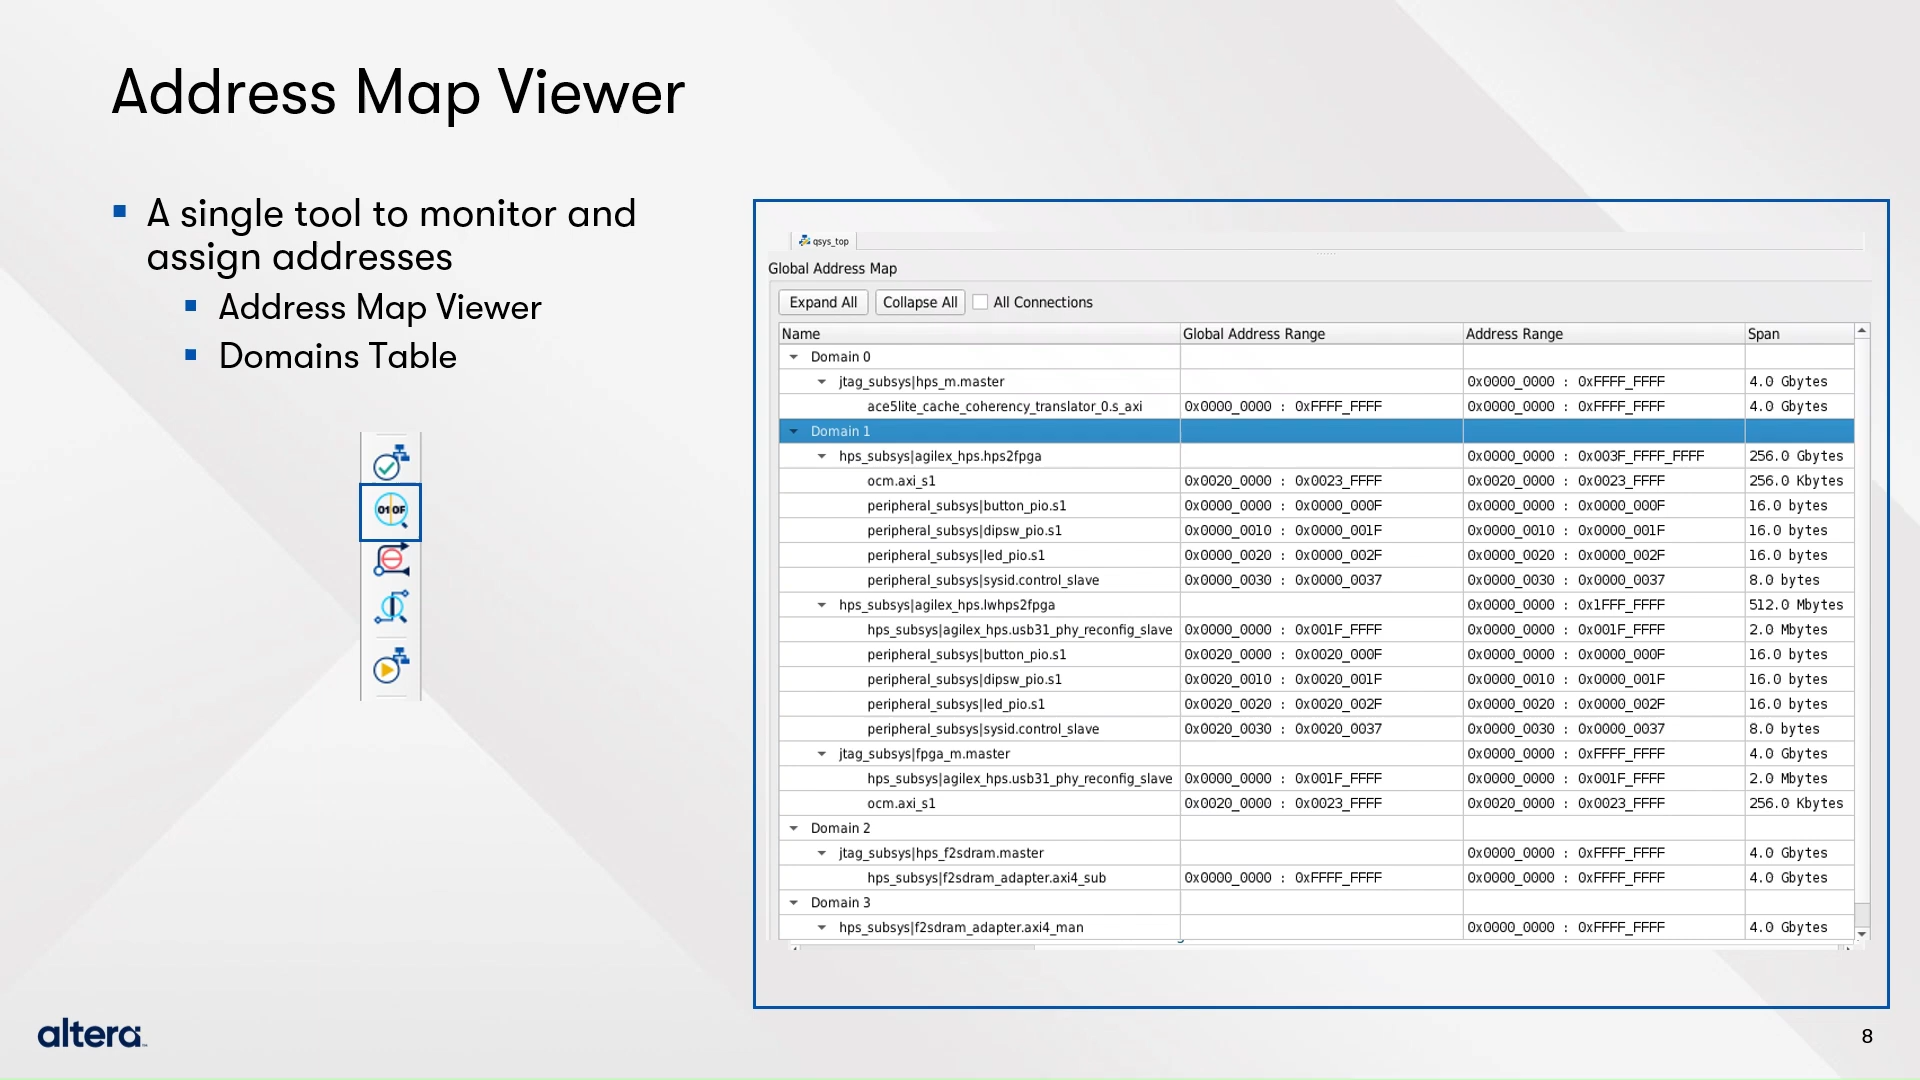 Address Map Viewer
A single tool to monitor and
assign addresses
Address Map Viewer
Domains Table
01 0F
qsys_top
Global Address Map
Expand All Collapse All All Connections
Name Global Address Range Address Range Span
Domain 0
jtag_subsys|hps_m.master 0x0000_0000 : 0xFFFF_FFFF 4.0 Gbytes
ace5lite_cache_coherency_translator_0.s_axi 0x0000_0000 : 0xFFFF_FFFF 0x0000_0000 : 0xFFFF_FFFF 4.0 Gbytes
Domain 1
hps_subsys|agilex_hps.hps2fpga 0x0000_0000 : 0x003F_FFFF_FFFF 256.0 Gbytes
ocm.axi_s1 0x0020_0000 : 0x0023_FFFF 0x0020_0000 : 0x0023_FFFF 256.0 Kbytes
peripheral_subsys|button_pio.s1 0x0000_0000 : 0x0000_000F 0x0000_0000 : 0x0000_000F 16.0 bytes
peripheral_subsys|dipsw_pio.s1 0x0000_0010 : 0x0000_001F 0x0000_0010 : 0x0000_001F 16.0 bytes
peripheral_subsys|led_pio.s1 0x0000_0020 : 0x0000_002F 0x0000_0020 : 0x0000_002F 16.0 bytes
peripheral_subsys|sysid.control_slave 0x0000_0030 : 0x0000_0037 0x0000_0030 : 0x0000_0037 8.0 bytes
hps_subsys|agilex_hps.lwhps2fpga 0x0000_0000 : 0x1FFF_FFFF 512.0 Mbytes
hps_subsys|agilex_hps.usb31_phy_reconfig_slave 0x0000_0000 : 0x001F_FFFF 0x0000_0000 : 0x001F_FFFF 2.0 Mbytes
peripheral_subsys|button_pio.s1 0x0020_0000 : 0x0020_000F 0x0000_0000 : 0x0000_000F 16.0 bytes
peripheral_subsys|dipsw_pio.s1 0x0020_0010 : 0x0020_001F 0x0000_0010 : 0x0000_001F 16.0 bytes
peripheral_subsys|led_pio.s1 0x0020_0020 : 0x0020_002F 0x0000_0020 : 0x0000_002F 16.0 bytes
peripheral_subsys|sysid.control_slave 0x0020_0030 : 0x0020_0037 0x0000_0030 : 0x0000_0037 8.0 bytes
jtag_subsys|fpga_m.master 0x0000_0000 : 0xFFFF_FFFF 4.0 Gbytes
hps_subsys|agilex_hps.usb31_phy_reconfig_slave 0x0000_0000 : 0x001F_FFFF 0x0000_0000 : 0x001F_FFFF 2.0 Mbytes
ocm.axi_s1 0x0020_0000 : 0x0023_FFFF 0x0020_0000 : 0x0023_FFFF 256.0 Kbytes
Domain 2
jtag_subsys|hps_f2sdram.master 0x0000_0000 : 0xFFFF_FFFF 4.0 Gbytes
hps_subsys|f2sdram_adapter.axi4_sub 0x0000_0000 : 0xFFFF_FFFF 0x0000_0000 : 0xFFFF_FFFF 4.0 Gbytes
Domain 3
hps_subsys|f2sdram_adapter.axi4_man 0x0000_0000 : 0xFFFF_FFFF 4.0 Gbytes
altera
8